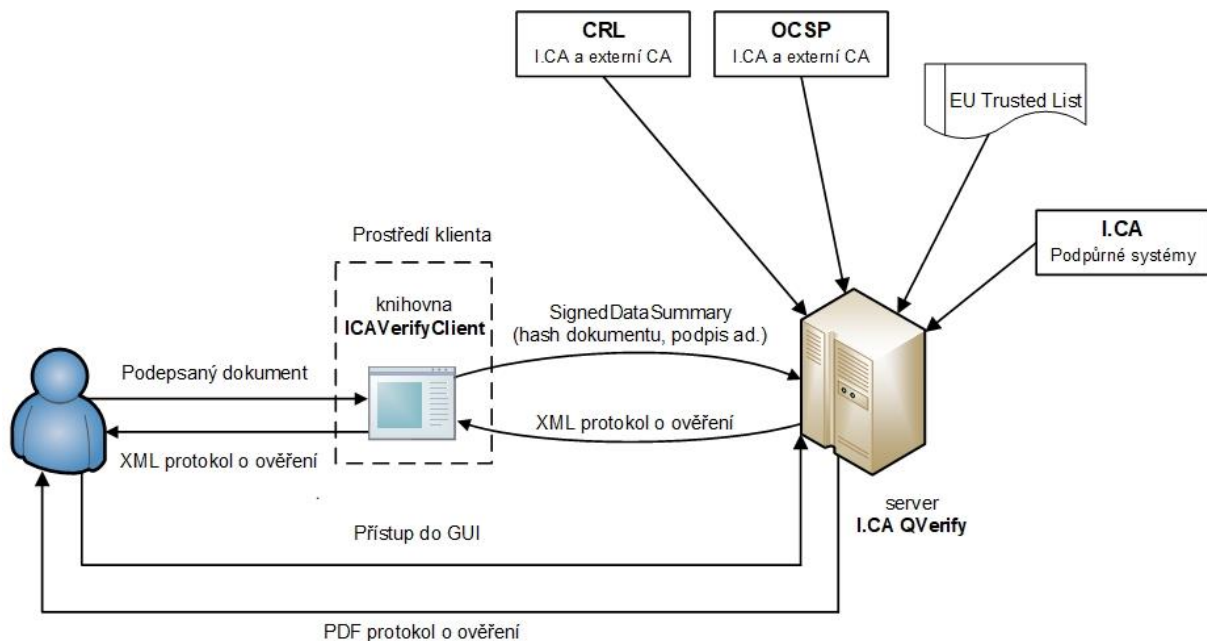 CRL
I.CA a externí CA
OCSP
I.CA a externí CA
EU Trusted List
I.CA
Podpůrné systémy
Prostředí klienta
knihovna
ICAVerifyClient
SignedDataSummary
(hash dokumentu, podpis ad.)
Podepsaný dokument
XML protokol o ověření
XML protokol o ověření
server
I.CA QVerify
Přístup do GUI
PDF protokol o ověření